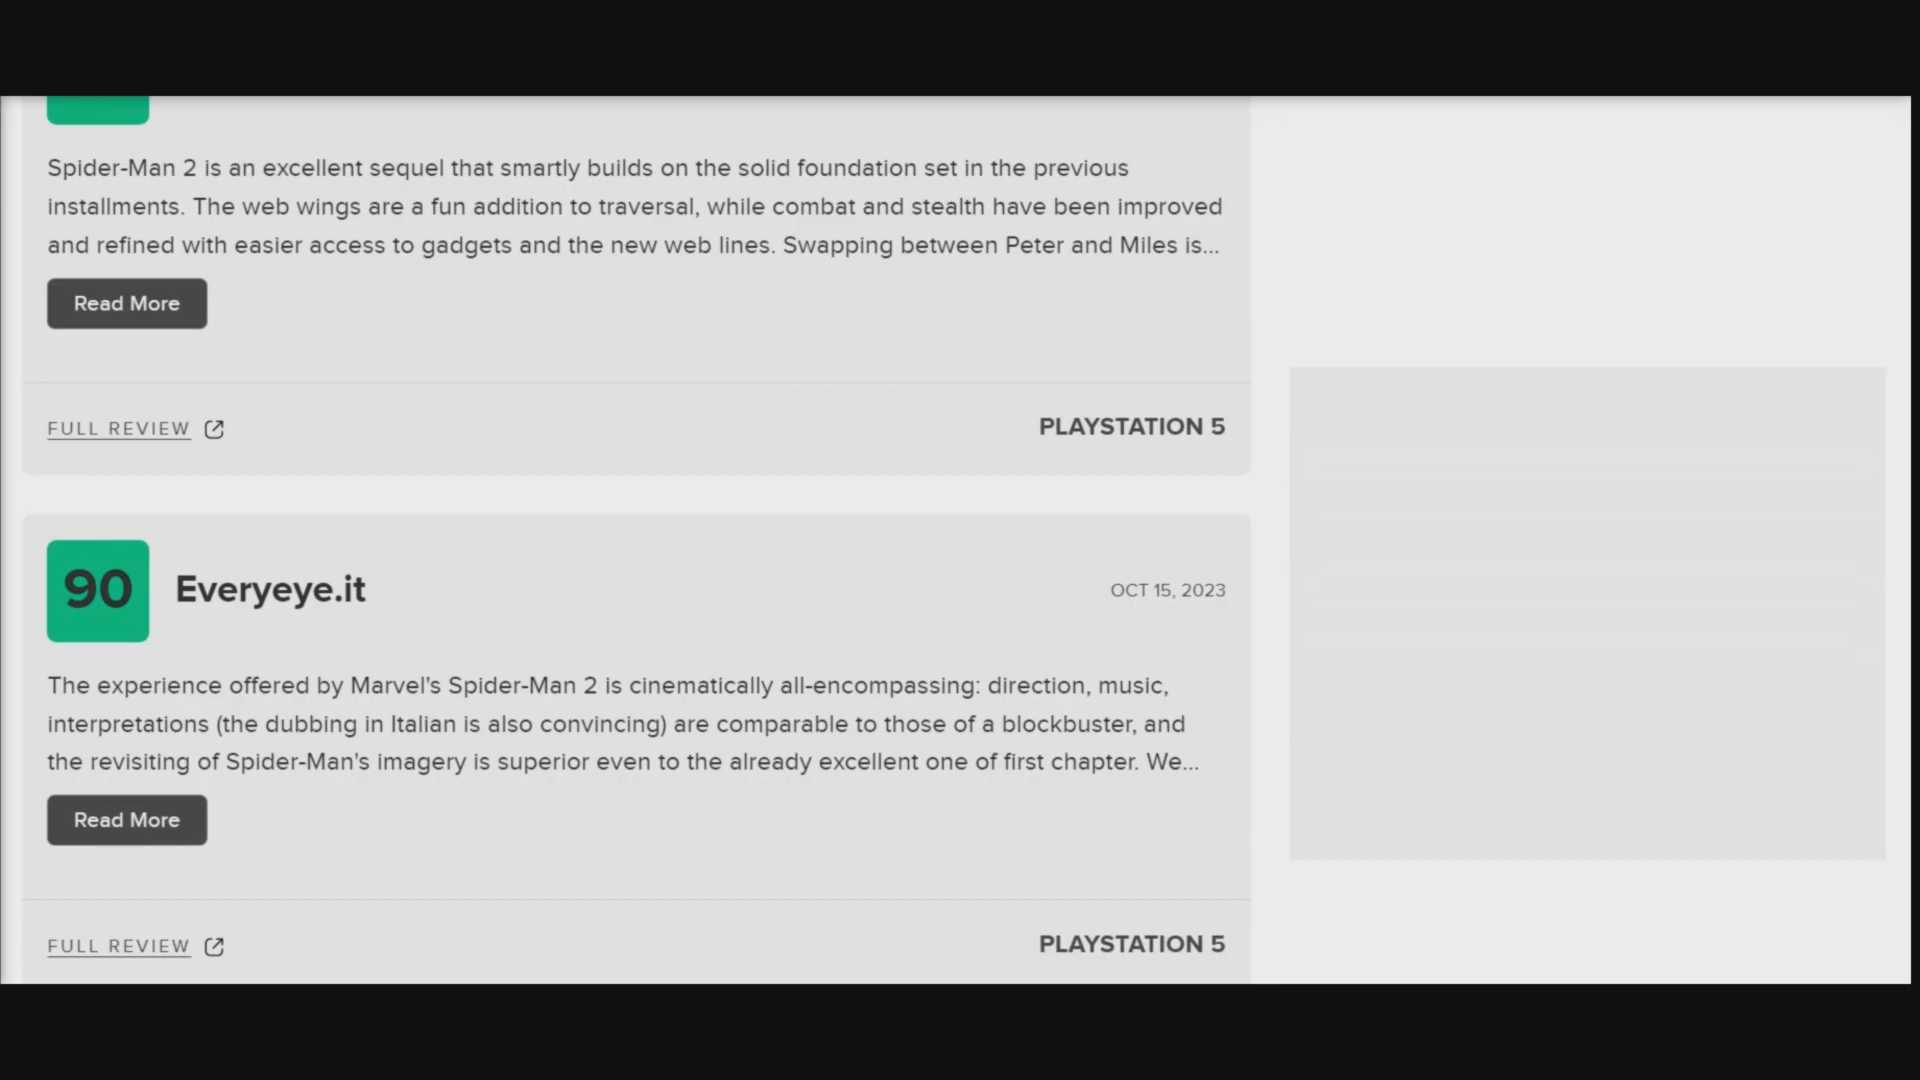 Spider-Man 2 is an excellent sequel that smartly builds on the solid foundation set in the previous
installments. The web wings are a fun addition to traversal, while combat and stealth have been improved
and refined with easier access to gadgets and the new web lines. Swapping between Peter and Miles is...
Read More
FULL REVIEW
PLAYSTATION 5
90
Everyeye.it
OCT 15, 2023
The experience offered by Marvel's Spider-Man 2 is cinematically all-encompassing: direction, music,
interpretations (the dubbing in Italian is also convincing) are comparable to those of a blockbuster, and
the revisiting of Spider-Man's imagery is superior even to the already excellent one of first chapter. We...
Read More
FULL REVIEW
PLAYSTATION 5